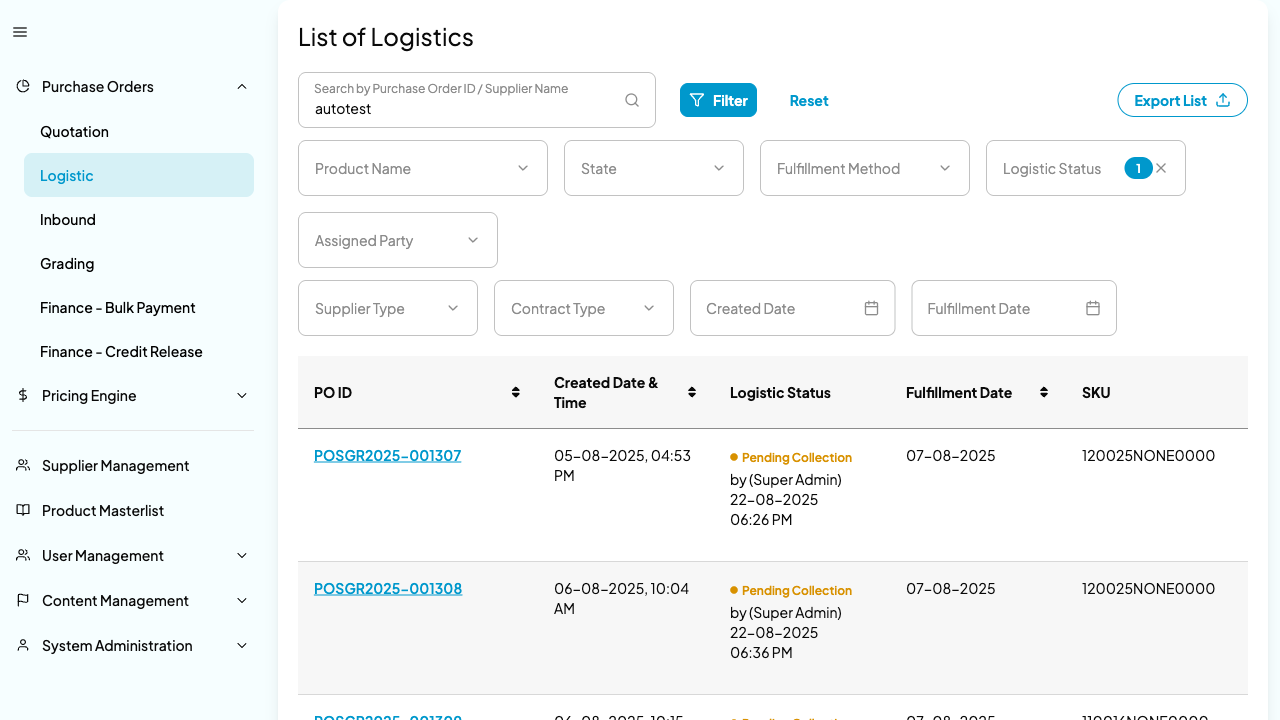 List of Logistics
Purchase Orders
Quotation
Logistic
Inbound
Grading
Finance - Bulk Payment
Finance - Credit Release
Pricing Engine
Supplier Management
Product Masterlist
User Management
Content Management
System Administration
Search by Purchase Order ID / Supplier Name
autotest
Filter
Reset
Export List
Product Name
State
Fulfillment Method
Logistic Status
1
Assigned Party
Supplier Type
Contract Type
Created Date
Fulfillment Date
PO ID
Created Date &
Time
Logistic Status
Fulfillment Date
SKU
POSGR2025-001307
05-08-2025, 04:53
PM
Pending Collection
by (Super Admin)
22-08-2025
06:26 PM
07-08-2025
120025NONE0000
POSGR2025-001308
06-08-2025, 10:04
AM
Pending Collection
by (Super Admin)
22-08-2025
06:36 PM
07-08-2025
120025NONE0000